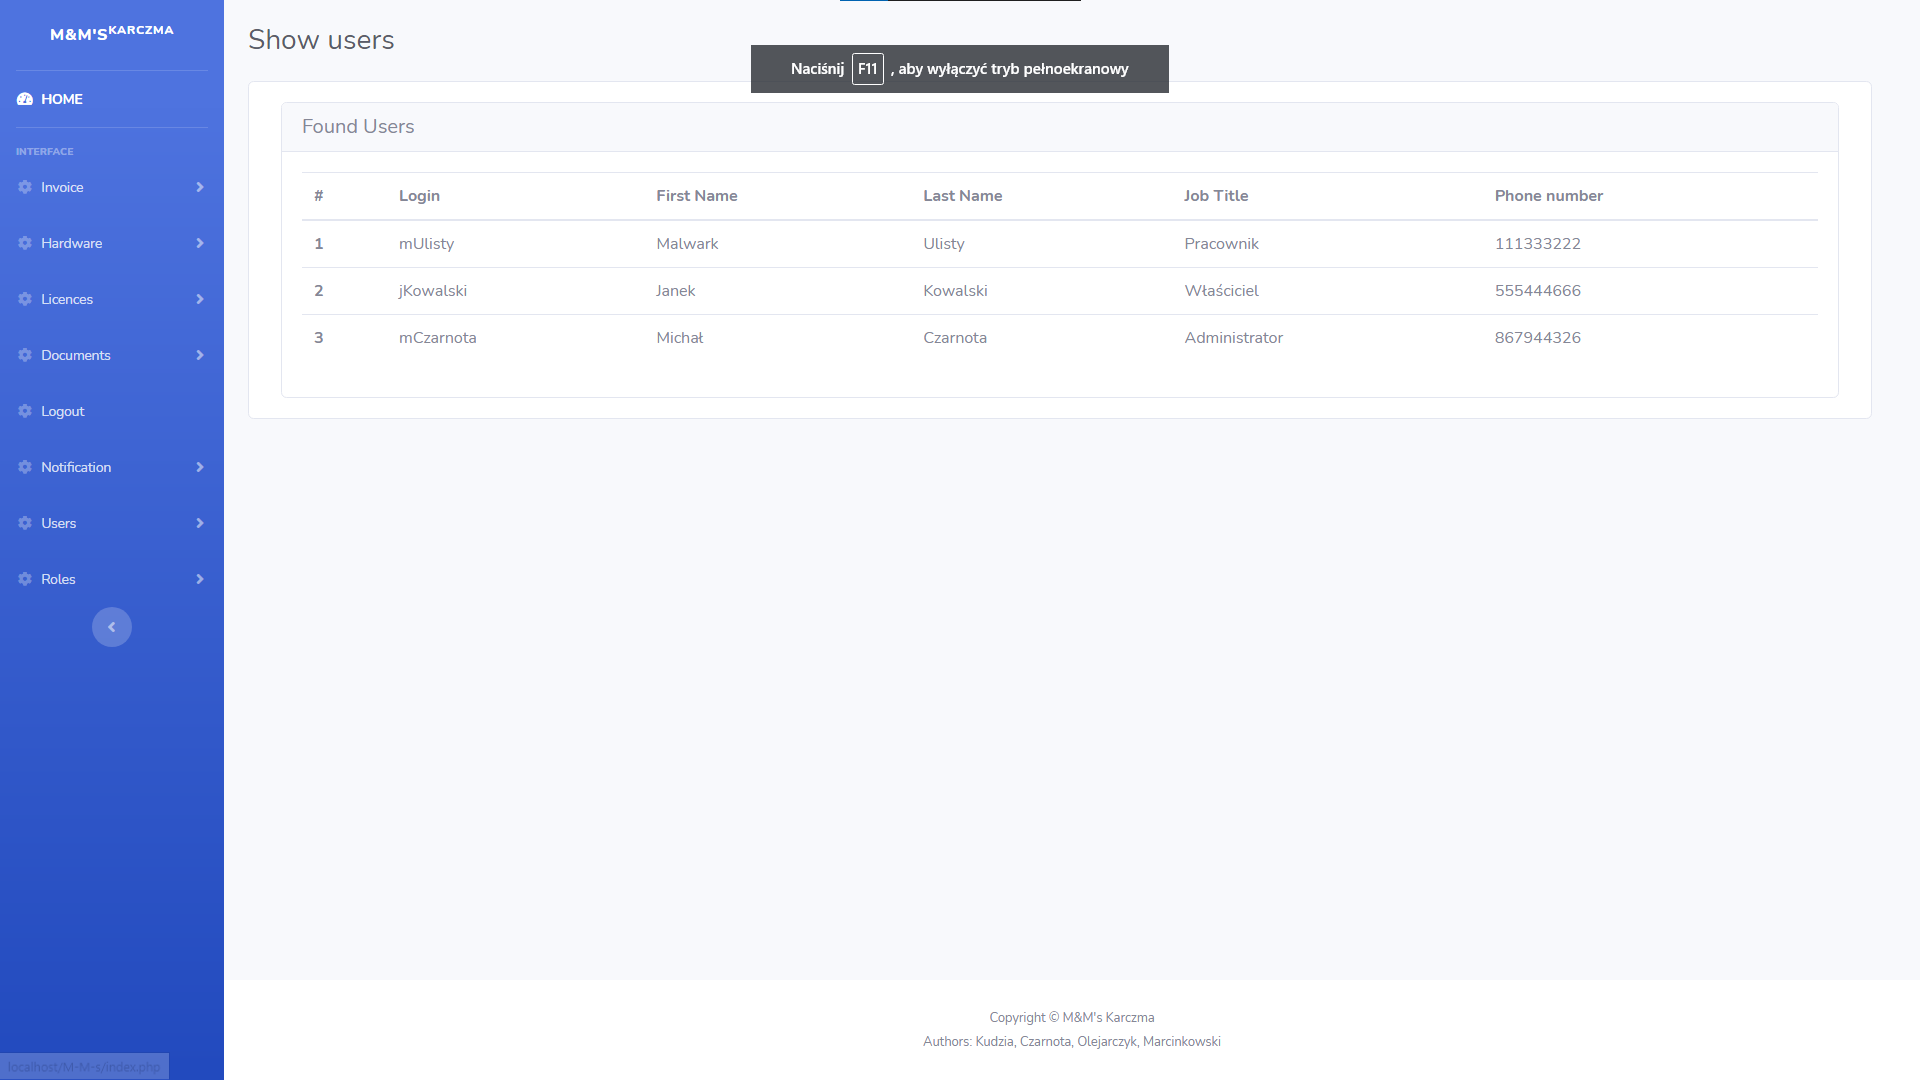 M&M'S KARCZMA
HOME
INTERFACE
Invoice
Hardware
Licences
Documents
Logout
Notification
Users
Roles
localhost/M-M-s/index.php
Show users
Naciśnij F11 , aby wyłączyć tryb pełnoekranowy
Found Users
# Login First Name Last Name Job Title Phone number
1 mUlisty Malwark Ulisty Pracownik 111333222
2 jKowalski Janek Kowalski Właściciel 555444666
3 mCzarnota Michał Czarnota Administrator 867944326
Copyright © M&M's Karczma
Authors: Kudzia, Czarnota, Olejarczyk, Marcinkowski